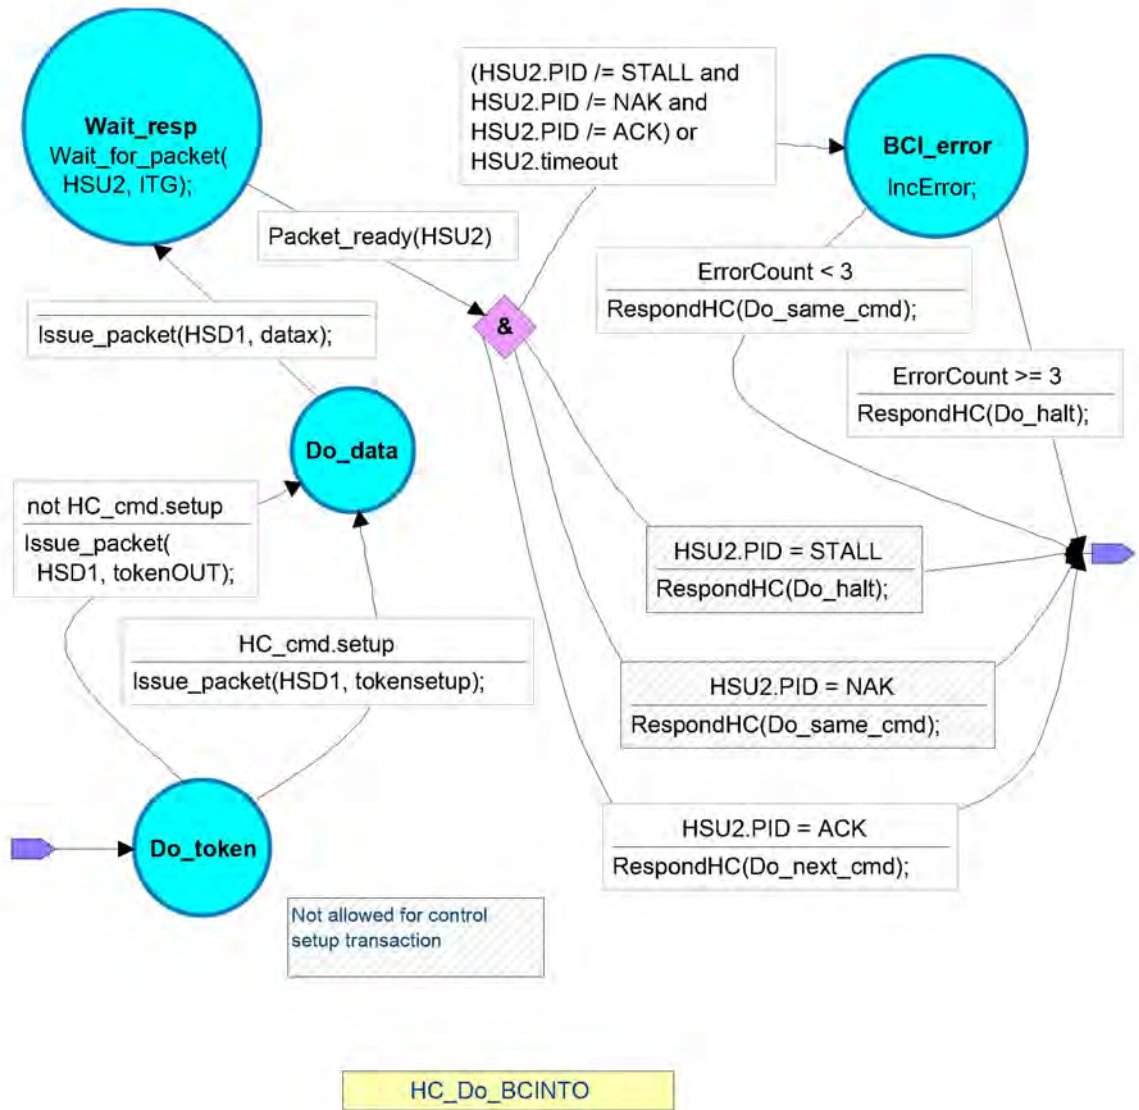 (HSU2.PID /= STALL and
HSU2.PID /= NAK and
HSU2.PID /= ACK) or
HSU2.timeout
Wait_resp
Wait_for_packet(
HSU2, ITG);
BCI_error
IncError;
Packet_ready(HSU2)
ErrorCount < 3
RespondHC(Do_same_cmd);
Issue_packet(HSD1, datax);
&
ErrorCount >= 3
RespondHC(Do_halt);
Do_data
not HC_cmd.setup
Issue_packet(
HSD1, tokenOUT);
HSU2.PID = STALL
RespondHC(Do_halt);
HC_cmd.setup
Issue_packet(HSD1, tokensetup);
HSU2.PID = NAK
RespondHC(Do_same_cmd);
Do_token
HSU2.PID = ACK
RespondHC(Do_next_cmd);
Not allowed for control
setup transaction
HC_Do_BCINTO